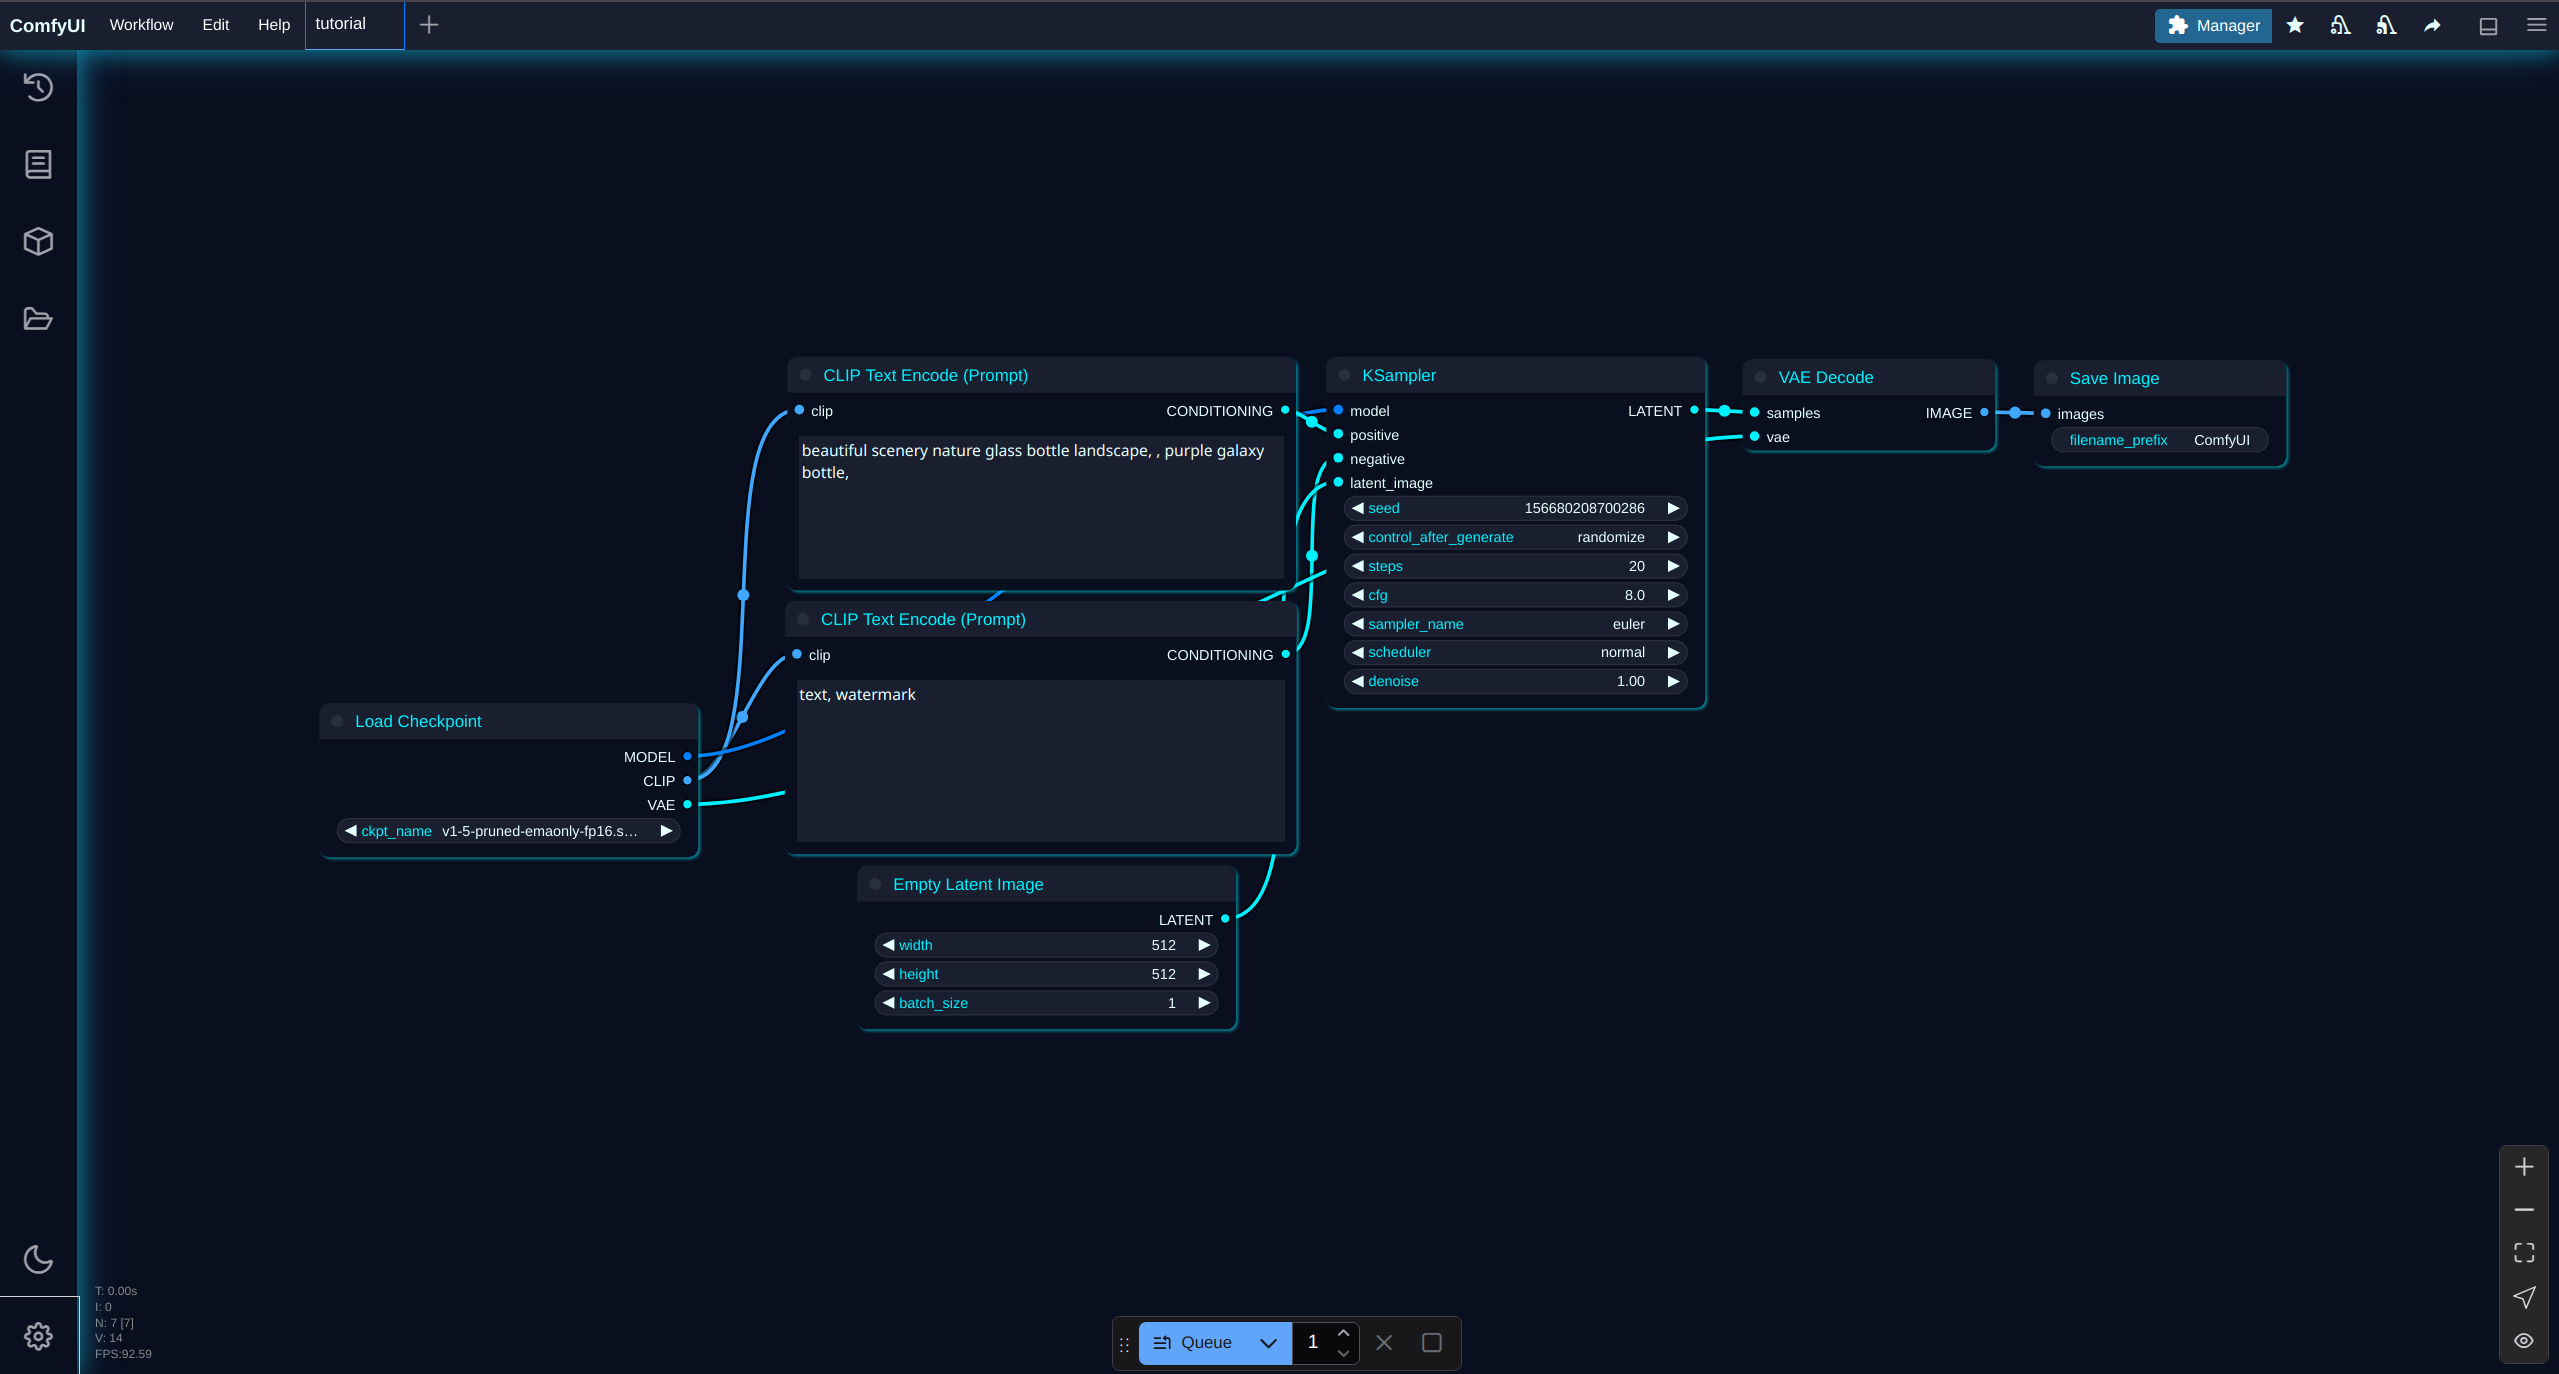 ComfyUI Workflow Edit Help tutorial
Manager
CLIP Text Encode (Prompt)
clip CONDITIONING
beautiful scenery nature glass bottle landscape, , purple galaxy
bottle,
KSampler
model LATENT
positive
negative
latent_image
seed 156680208700286
control_after_generate randomize
steps 20
cfg 8.0
sampler_name euler
scheduler normal
denoise 1.00
VAE Decode
samples IMAGE
vae
Save Image
images
filename_prefix ComfyUI
CLIP Text Encode (Prompt)
clip CONDITIONING
text, watermark
Load Checkpoint
MODEL
CLIP
VAE
ckpt_name v1-5-pruned-emaonly-fp16.s...
Empty Latent Image
LATENT
width 512
height 512
batch_size 1
T: 0.00s
I: 0
N: 7 [7]
V: 14
FPS:92.59
Queue 1